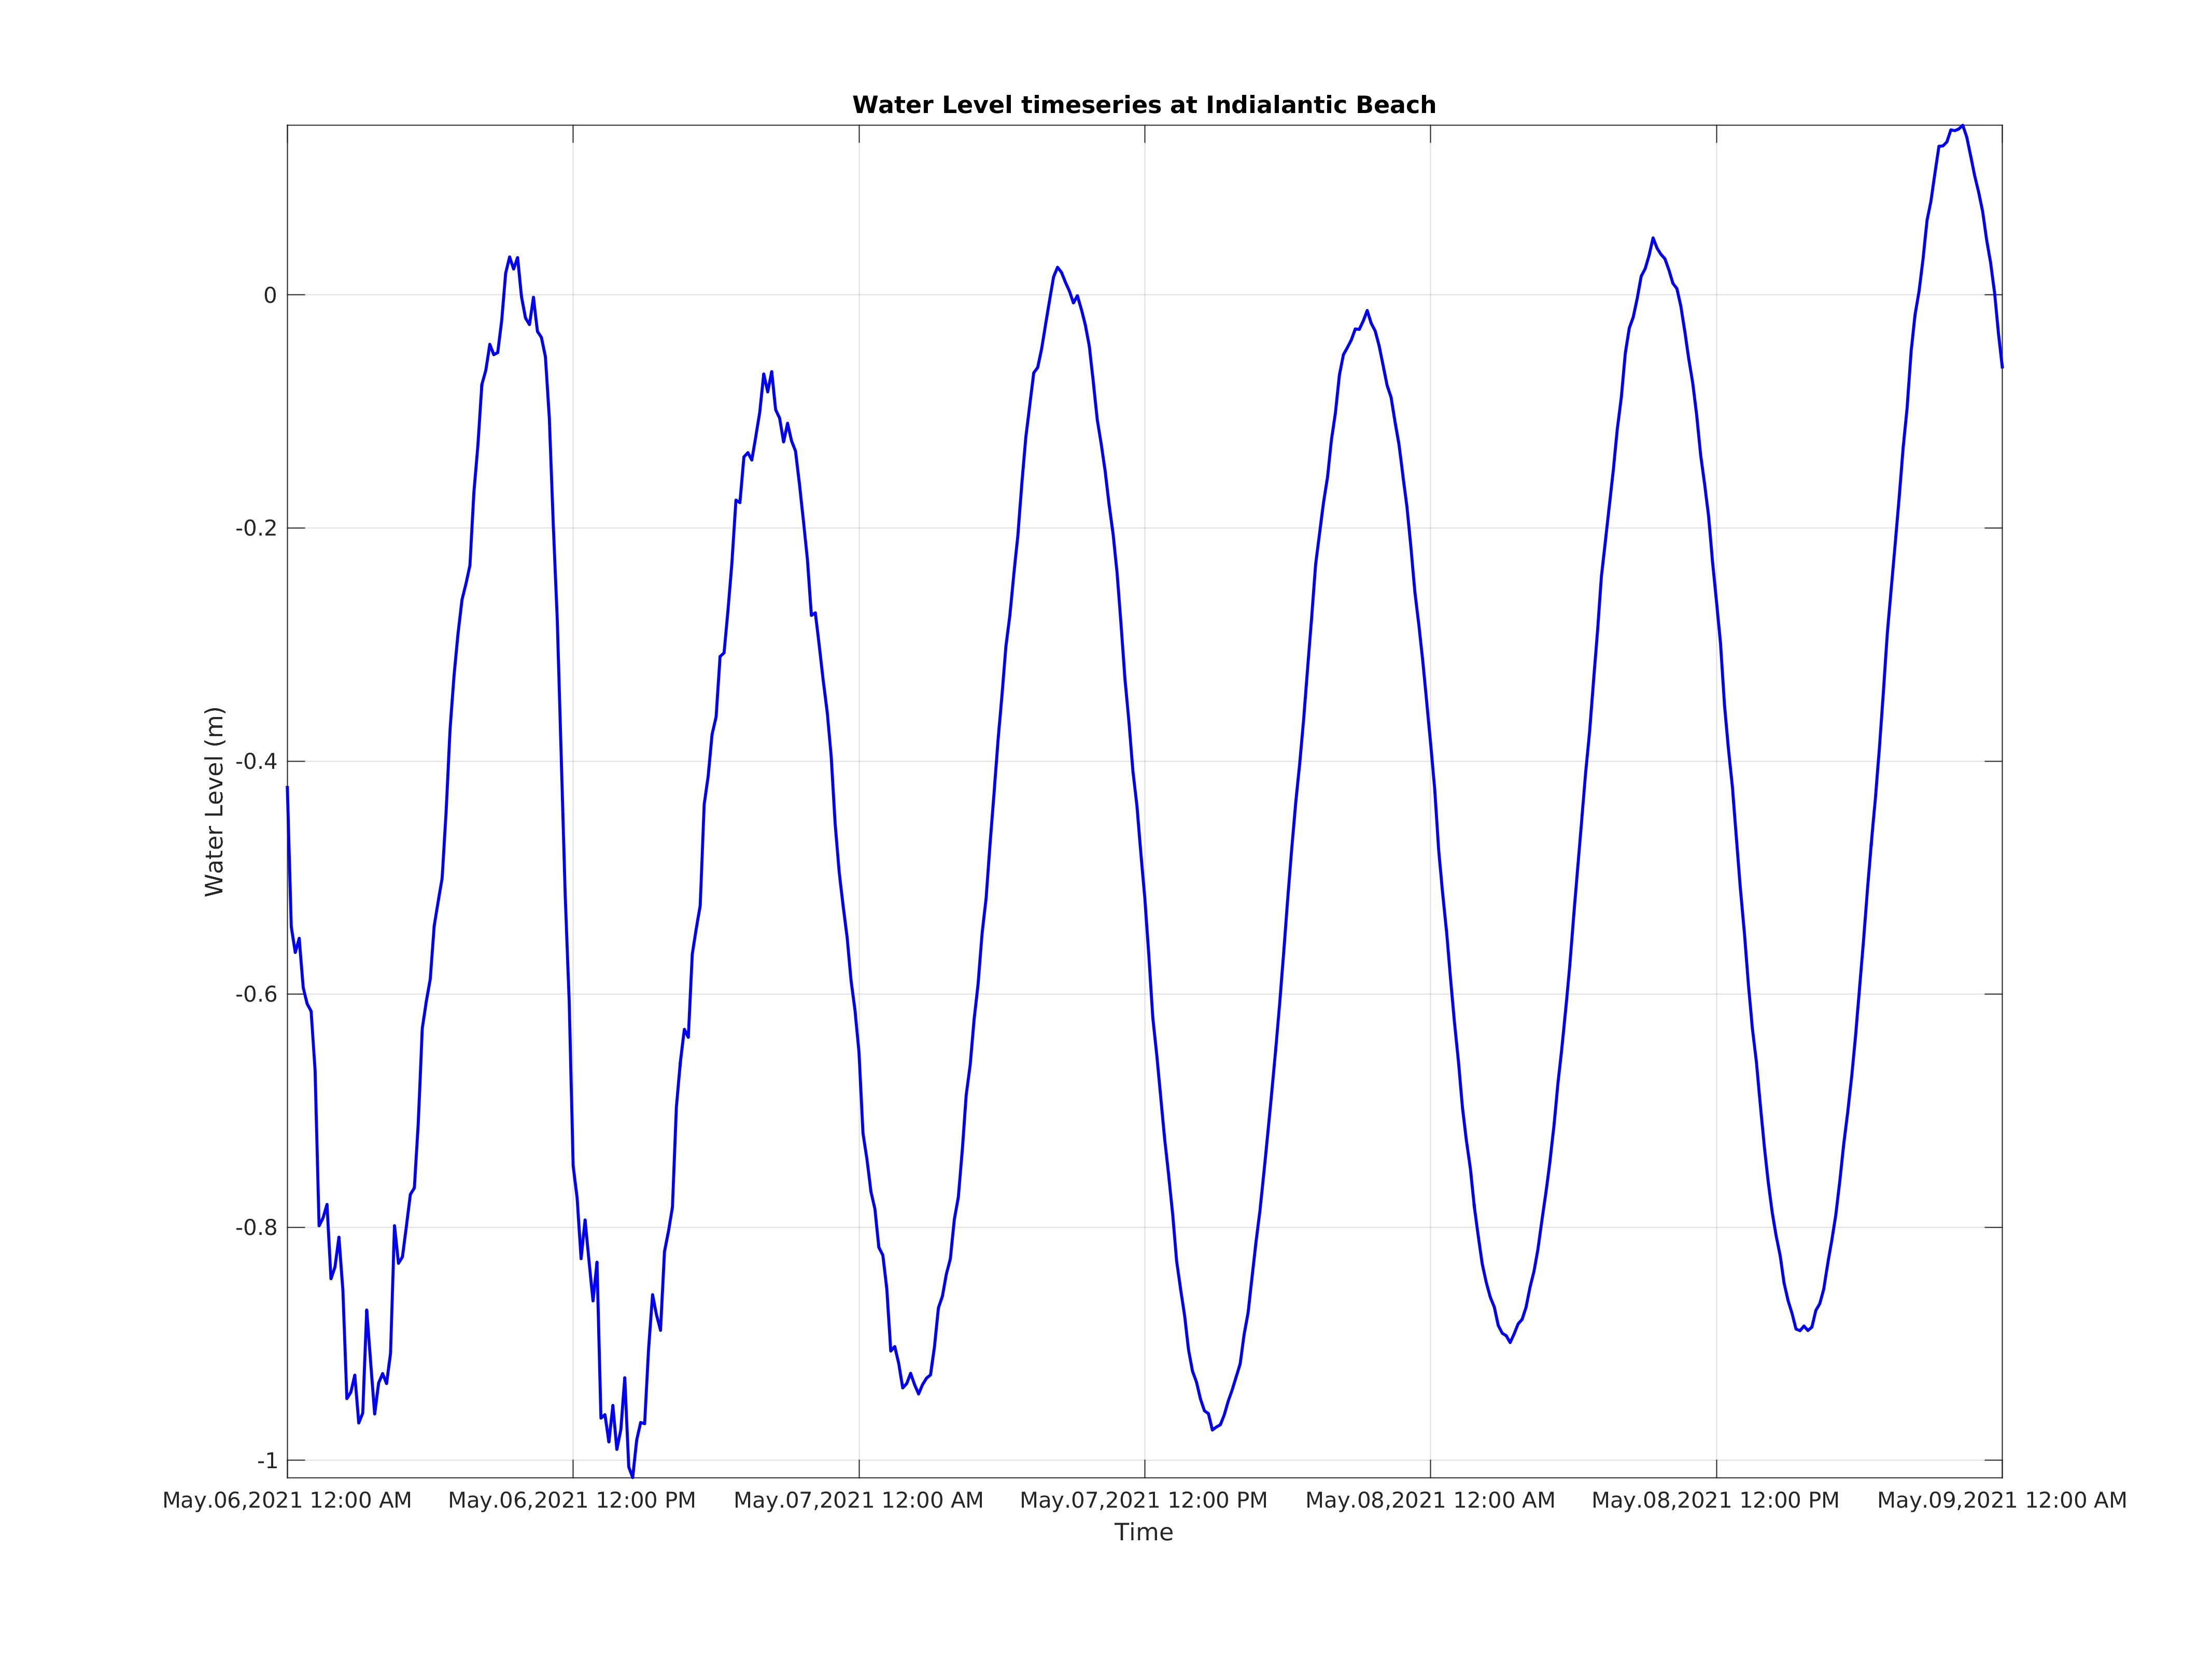 Water Level timeseries at Indialantic Beach
0
-0.2
-0.4
-0.6
-0.8
-1
Water Level (m)
May.06,2021 12:00 AM May.06,2021 12:00 PM May.07,2021 12:00 AM May.07,2021 12:00 PM May.08,2021 12:00 AM May.08,2021 12:00 PM May.09,2021 12:00 AM
Time